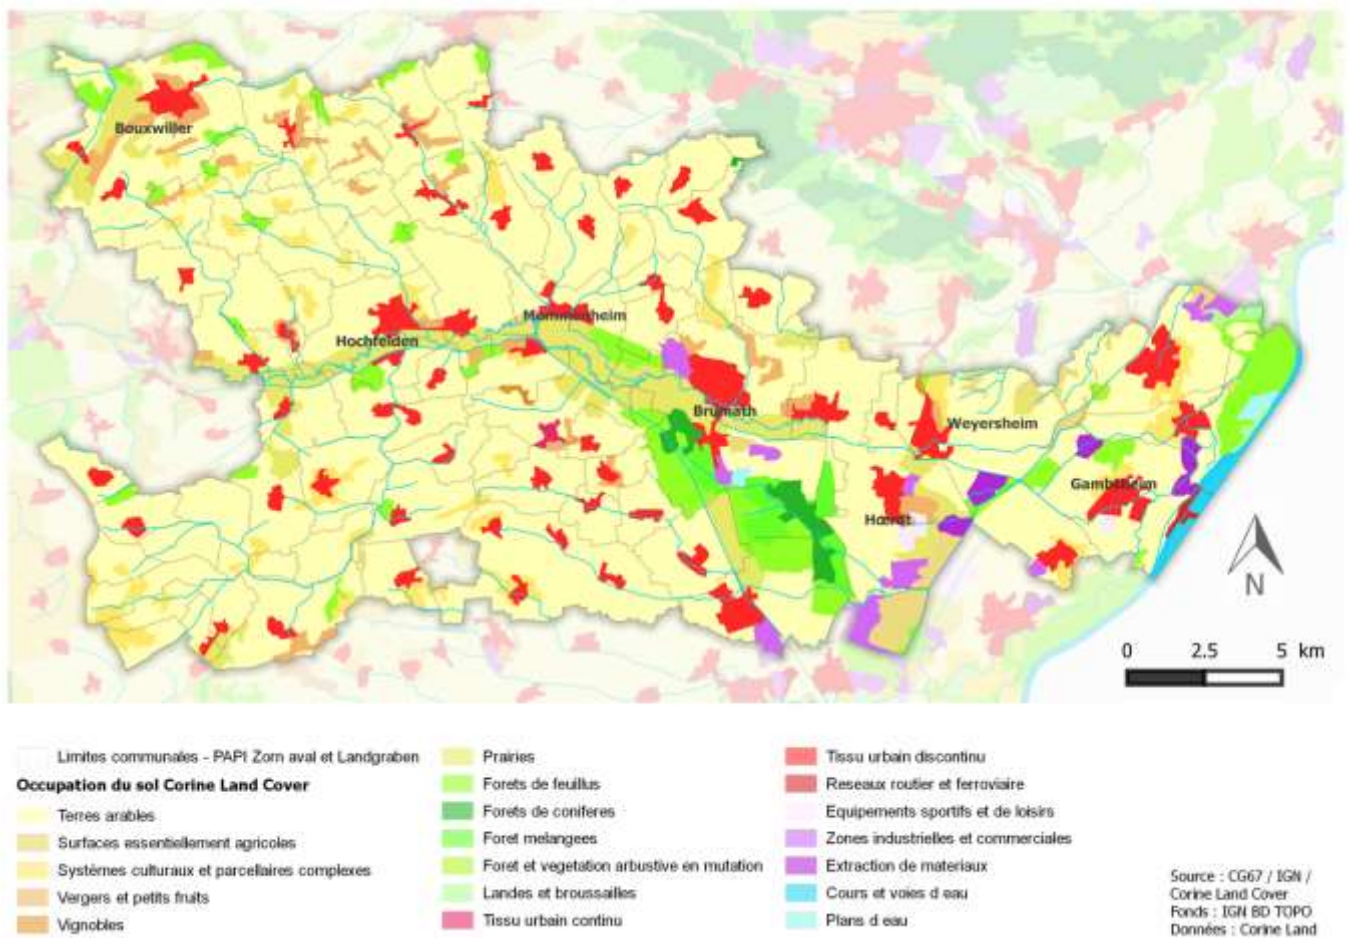 Bouxwiller
Mommenheim
Hochfelden
Brumath
Weyersheim
Gambsheim
Hœrdt
N
0 2.5 5 km
Limites communales - PAPI Zorn aval et Landgraben
Occupation du sol Corine Land Cover
Terres arables
Surfaces essentiellement agricoles
Systèmes culturaux et parcellaires complexes
Vergers et petits fruits
Vignobles
Prairies
Forets de feuillus
Forets de coniferes
Foret melangees
Foret et vegetation arbustive en mutation
Landes et broussailles
Tissu urbain continu
Tissu urbain discontinu
Reseaux routier et ferroviaire
Equipements sportifs et de loisirs
Zones industrielles et commerciales
Extraction de materiaux
Cours et voies d eau
Plans d eau
Source : CG67 / IGN /
Corine Land Cover
Fonds : IGN BD TOPO
Données : Corine Land